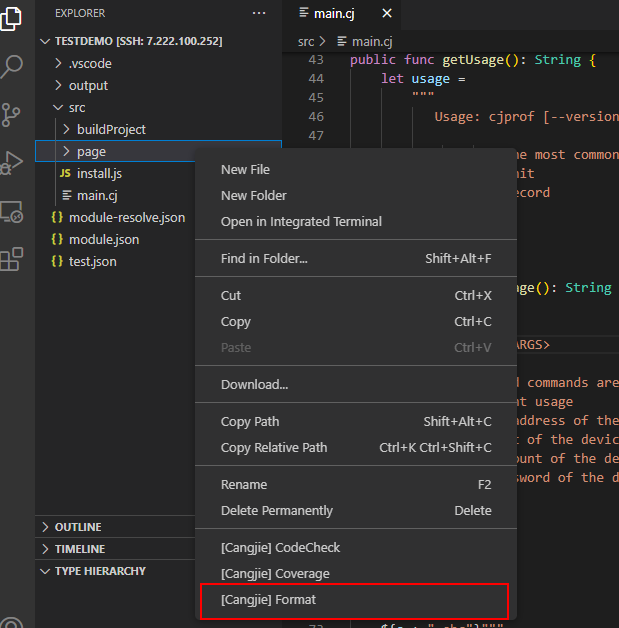 EXPLORER
TESTDEMO [SSH: 7.222.100.252]
.vscode
output
src
buildProject
page
JS install.js
main.cj
{} module-resolve.json
{} module.json
{} test.json
OUTLINE
TIMELINE
TYPE HIERARCHY
main.cj
src > main.cj
43 public func getUsage(): String {
44 let usage =
45 """
46 Usage: cjprof [--version
47
he most common
nit
ecord
ge(): String
ARGS>
d commands are
nt usage
address of the
t of the devic
ount of the de
sword of the d
New File
New Folder
Open in Integrated Terminal
Find in Folder... Shift+Alt+F
Cut Ctrl+X
Copy Ctrl+C
Paste Ctrl+V
Download...
Copy Path Shift+Alt+C
Copy Relative Path Ctrl+K Ctrl+Shift+C
Rename F2
Delete Permanently Delete
[Cangjie] CodeCheck
[Cangjie] Coverage
[Cangjie] Format